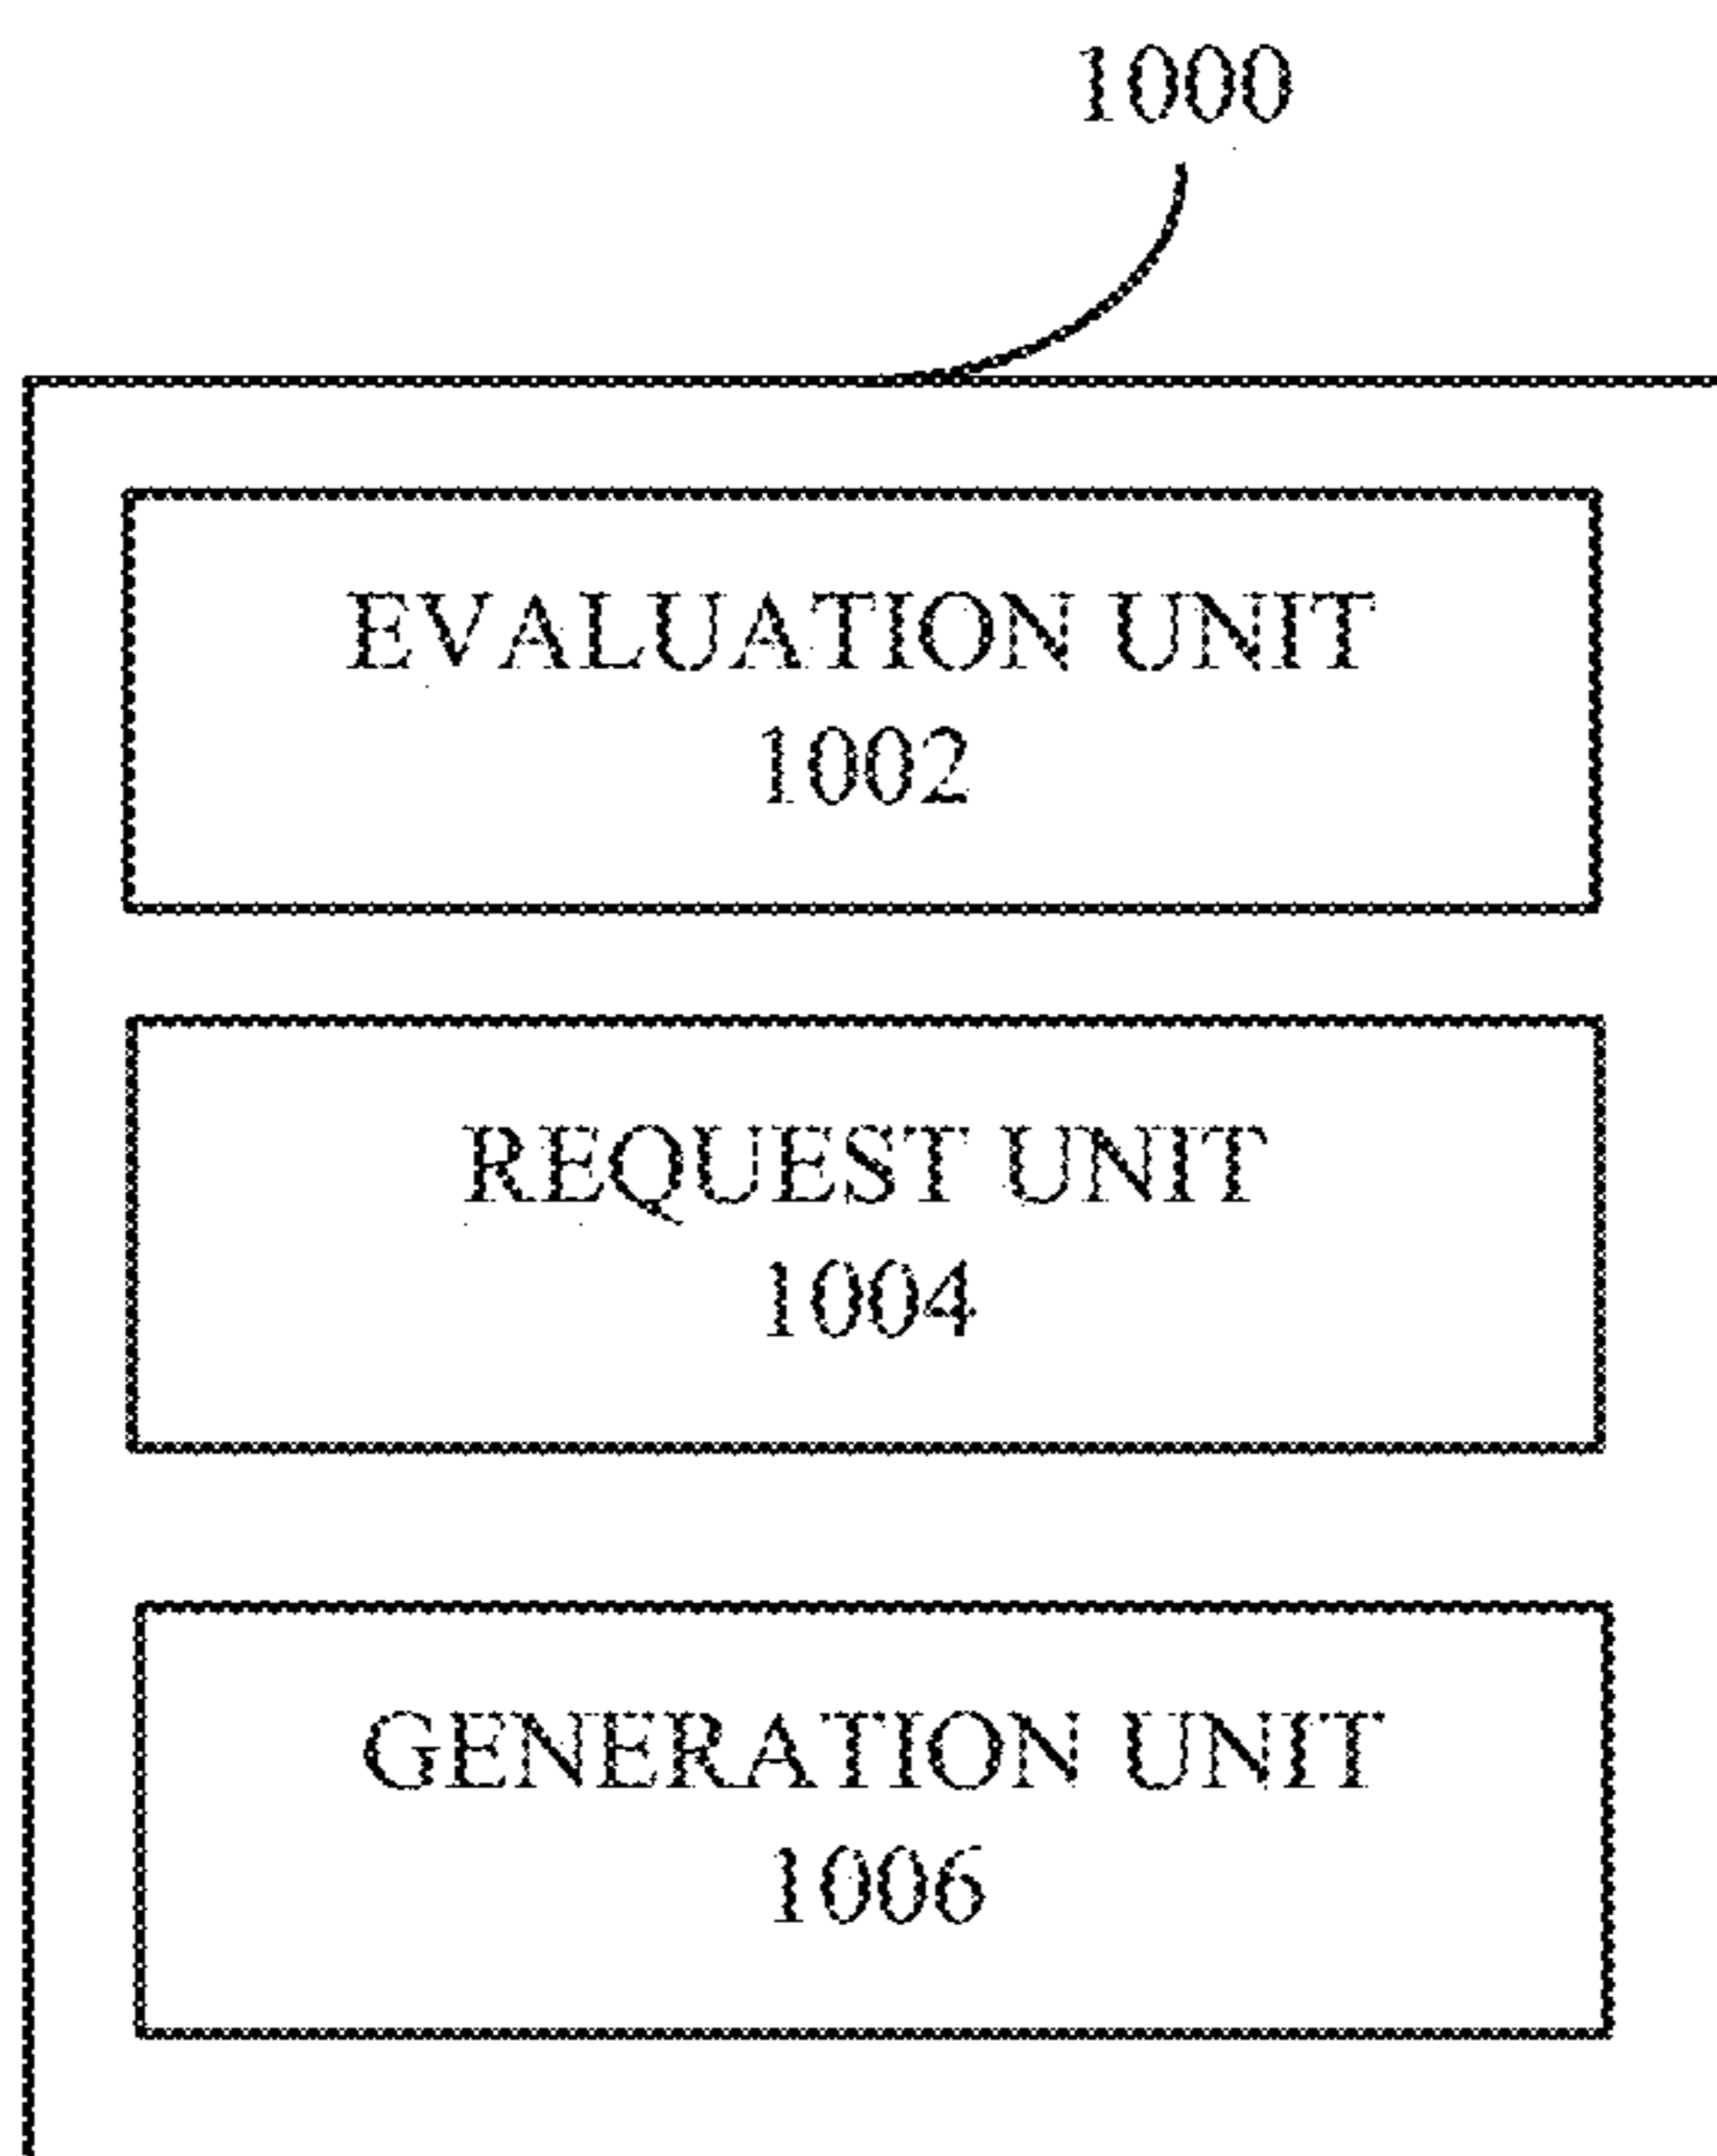 1000
EVALUATION UNIT
1002
REQUEST UNIT
1004
GENERATION UNIT
1006